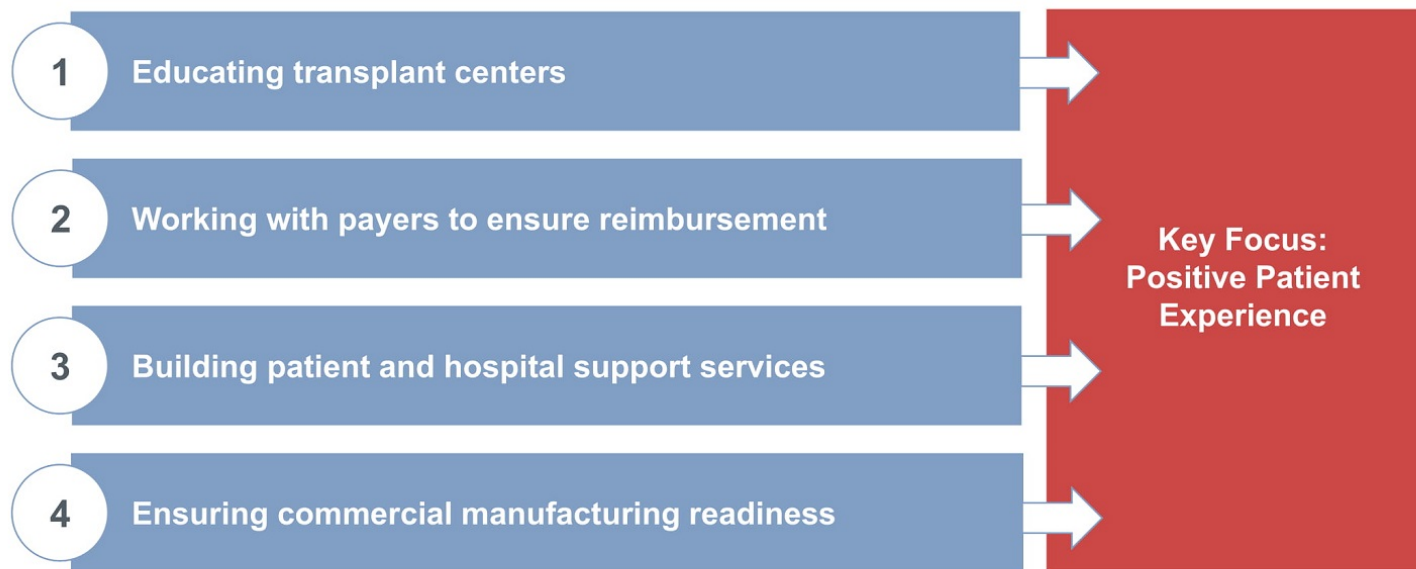 1
Educating transplant centers
2
Working with payers to ensure reimbursement
3
Building patient and hospital support services
4
Ensuring commercial manufacturing readiness
Key Focus:
Positive Patient
Experience